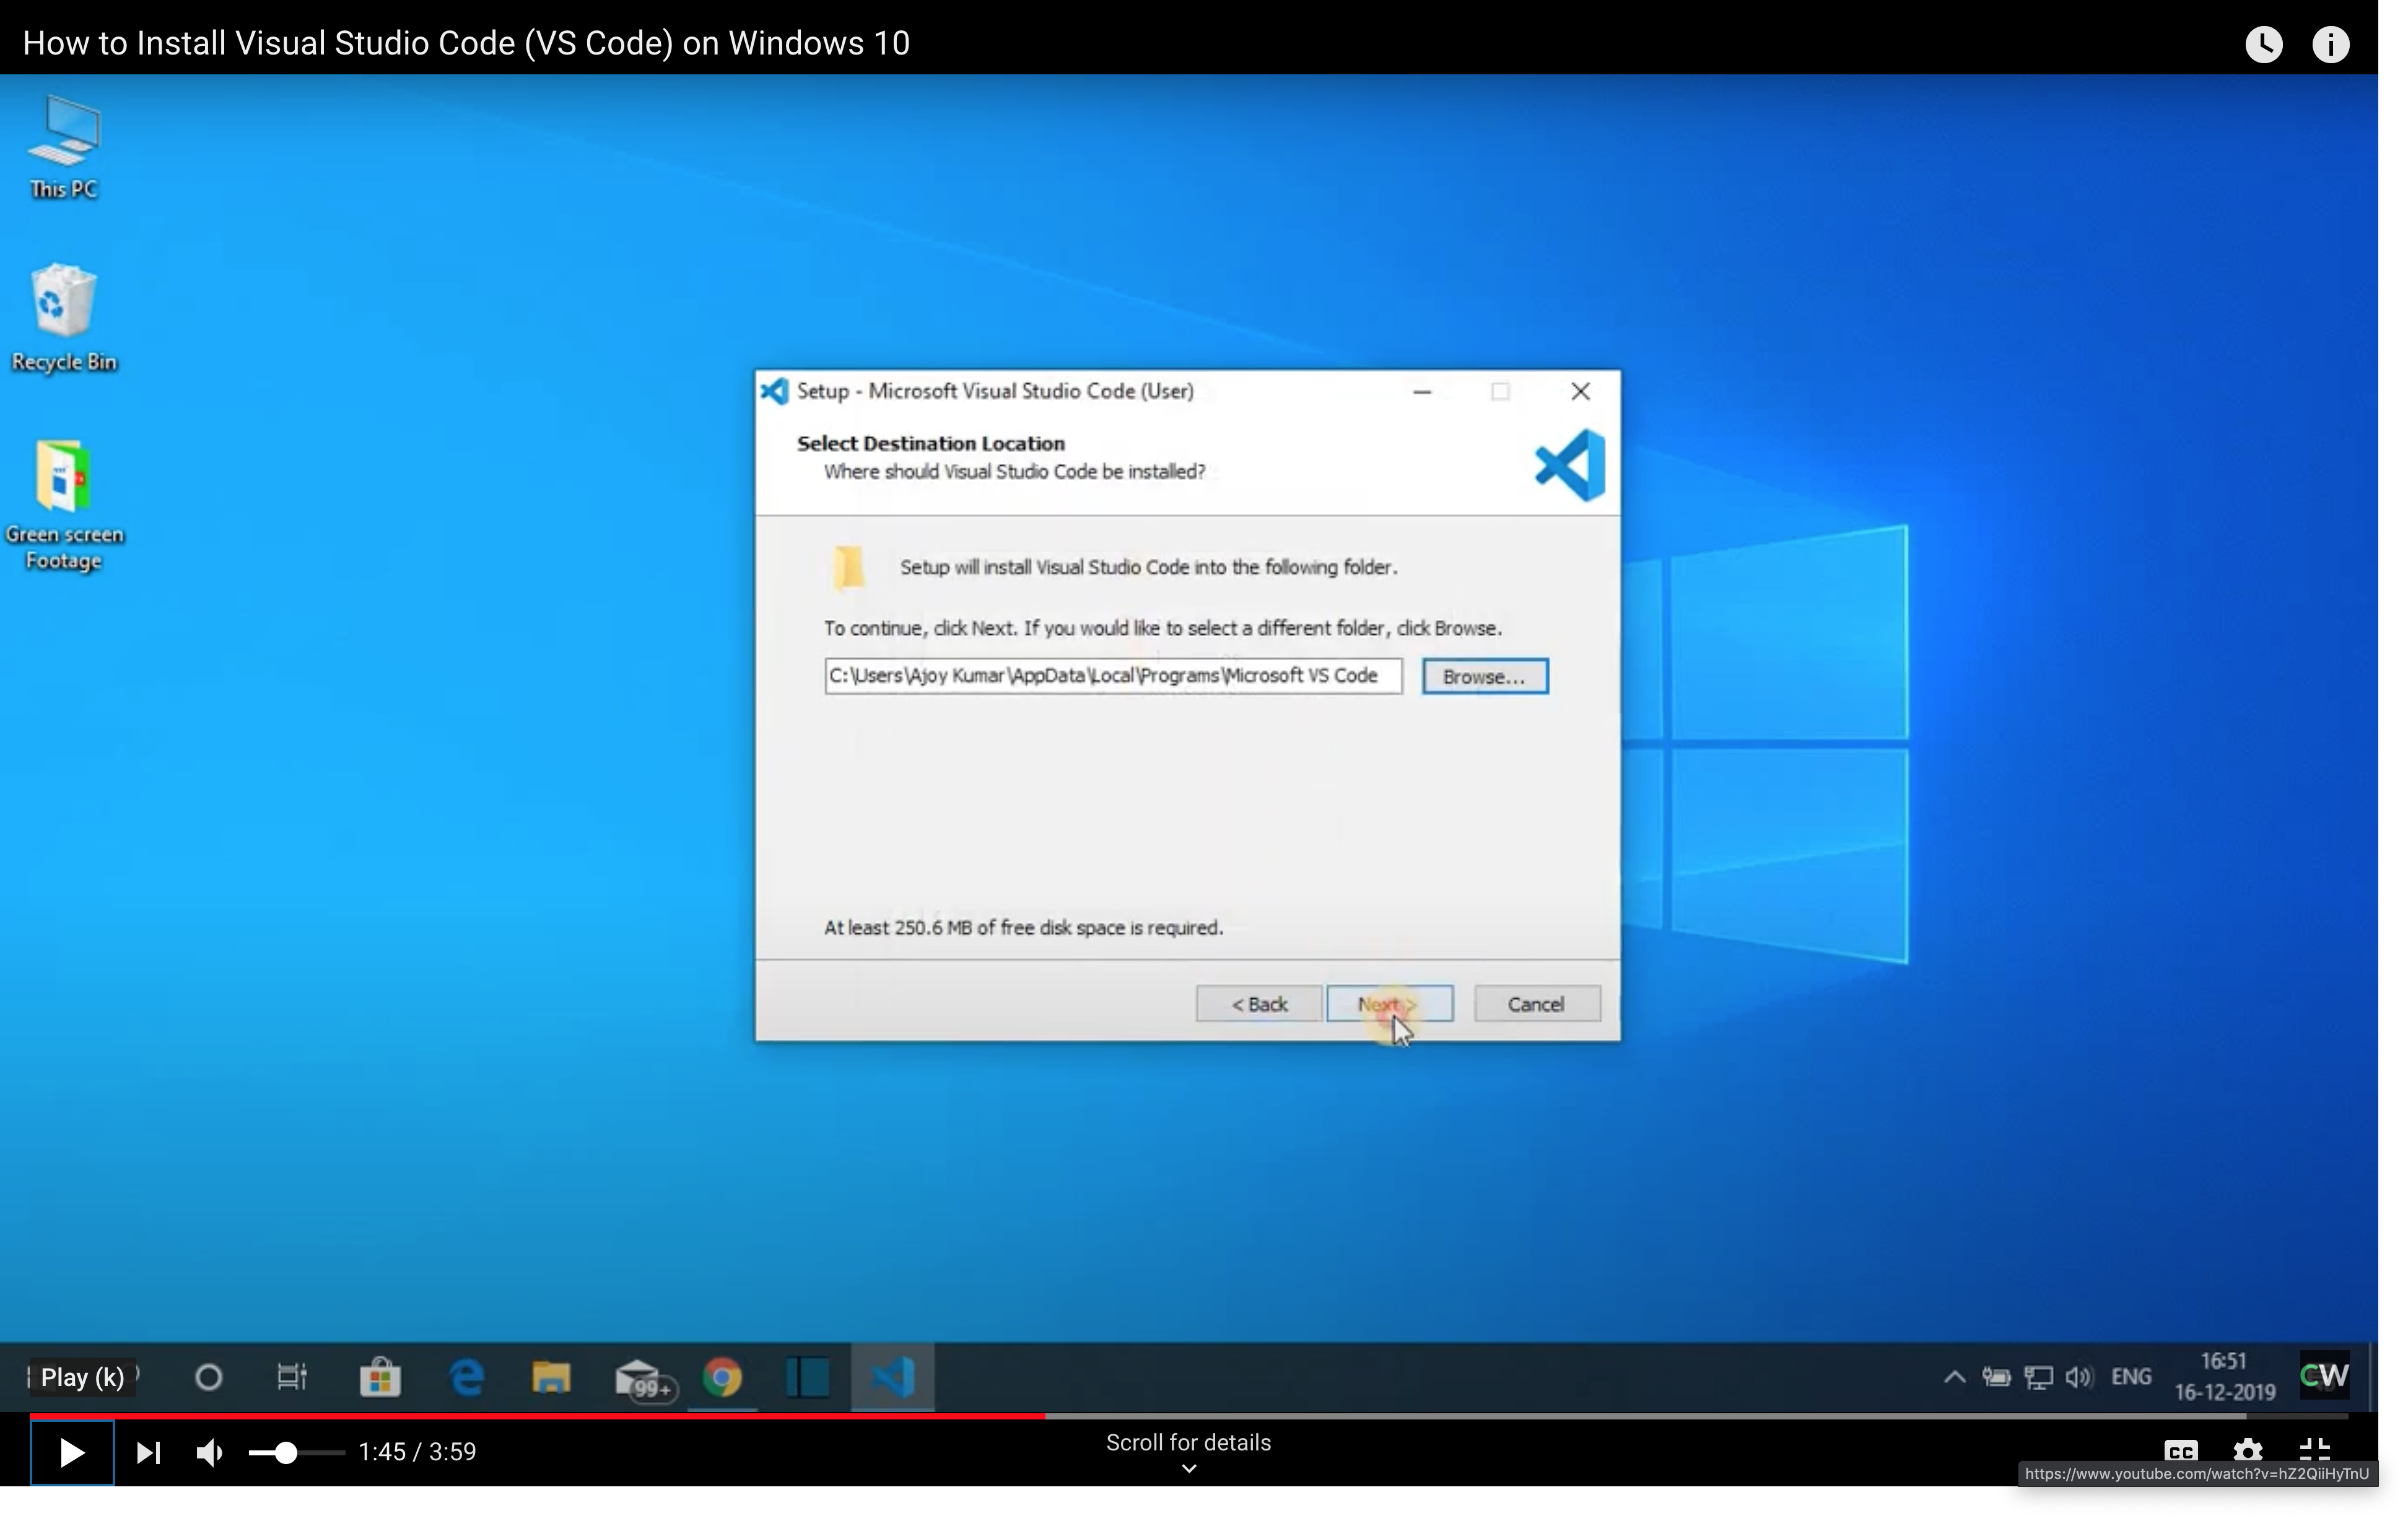 How to Install Visual Studio Code (VS Code) on Windows 10
This PC
Recycle Bin
Green screen
Footage
Setup - Microsoft Visual Studio Code (User)
Select Destination Location
Where should Visual Studio Code be installed?
Setup will install Visual Studio Code into the following folder.
To continue, click Next. If you would like to select a different folder, click Browse.
C:\Users\Ajoy Kumar\AppData\Local\Programs\Microsoft VS Code
Browse...
At least 250.6 MB of free disk space is required.
< Back
Next >
Cancel
Play (k)
99+
ENG
16:51
16-12-2019
CW
1:45 / 3:59
Scroll for details
CC
https://www.youtube.com/watch?v=hZ2QiiHyTnU